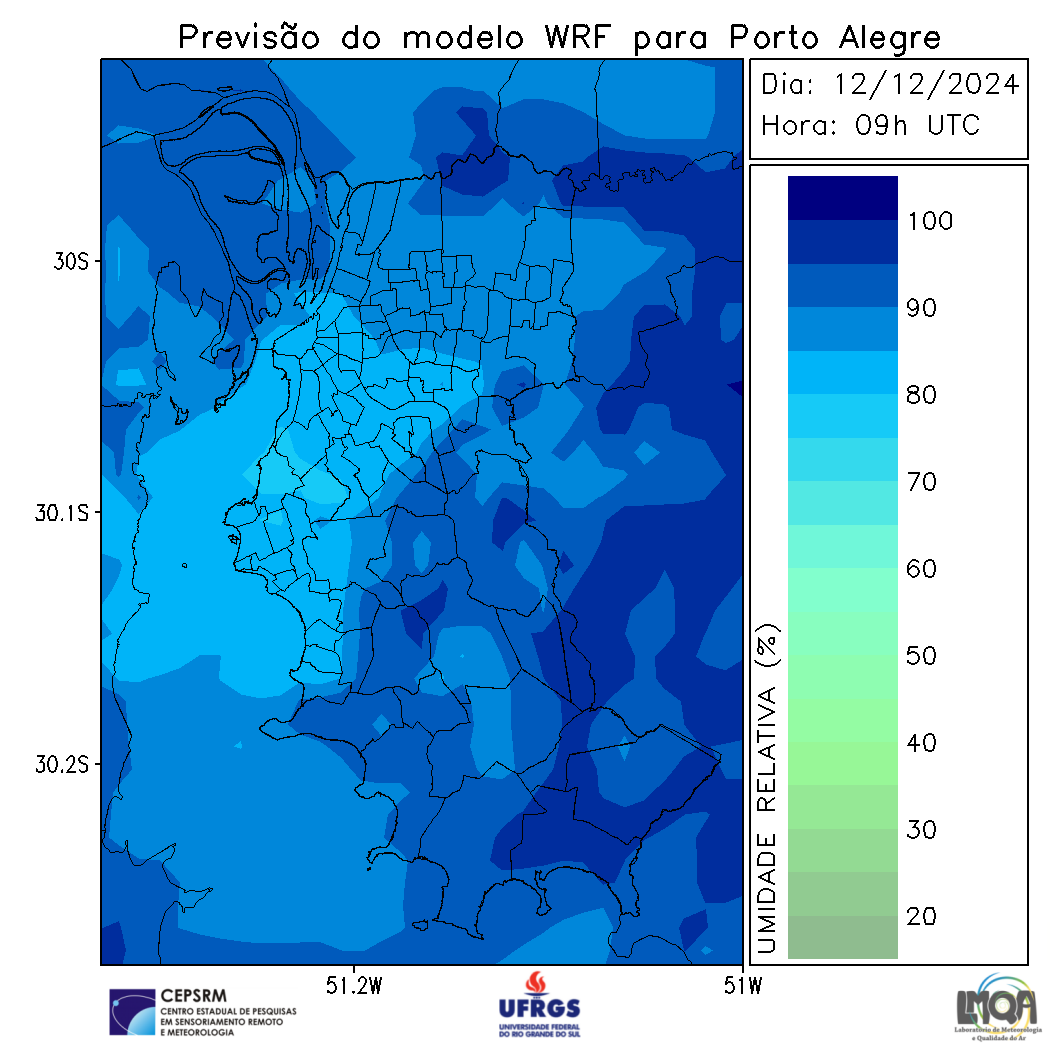 Previsão do modelo WRF para Porto Alegre
Dia: 12/12/2024
Hora: 09h UTC
100
90
80
70
60
50
40
30
20
UMIDADE RELATIVA (%)
30S
30.1S
30.2S
51.2W
51W
CEPSRM
CENTRO ESTADUAL DE PESQUISAS
EM SENSORIAMENTO REMOTO
E METEOROLOGIA
UFRGS
UNIVERSIDADE FEDERAL
DO RIO GRANDE DO SUL
LMQA
Laboratório de Meteorologia
e Qualidade do Ar